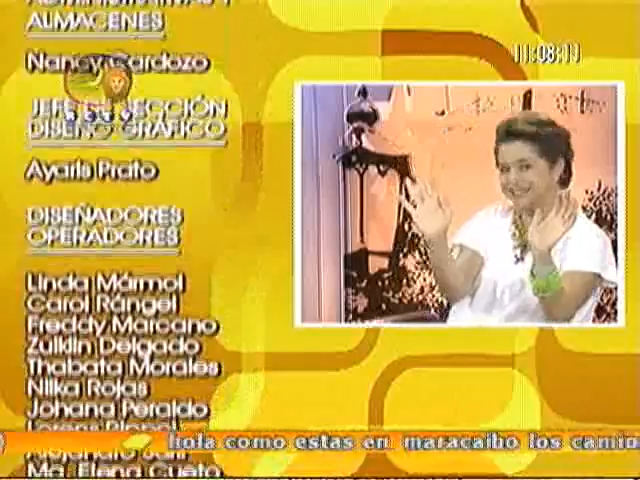 ALMACENES
11:08:11
Nancy Cardozo
JEFE DE SECCIÓN
DISEÑO GRÁFICO
Ayaris Prato
DISEÑADORES
OPERADORES
Linda Mármol
Carol Rángel
Freddy Marcano
Zulkin Delgado
Thabata Morales
Nilka Rojas
Johana Peraldo
hola como estas en maracaibo los camio
Ma. Elena Cueto